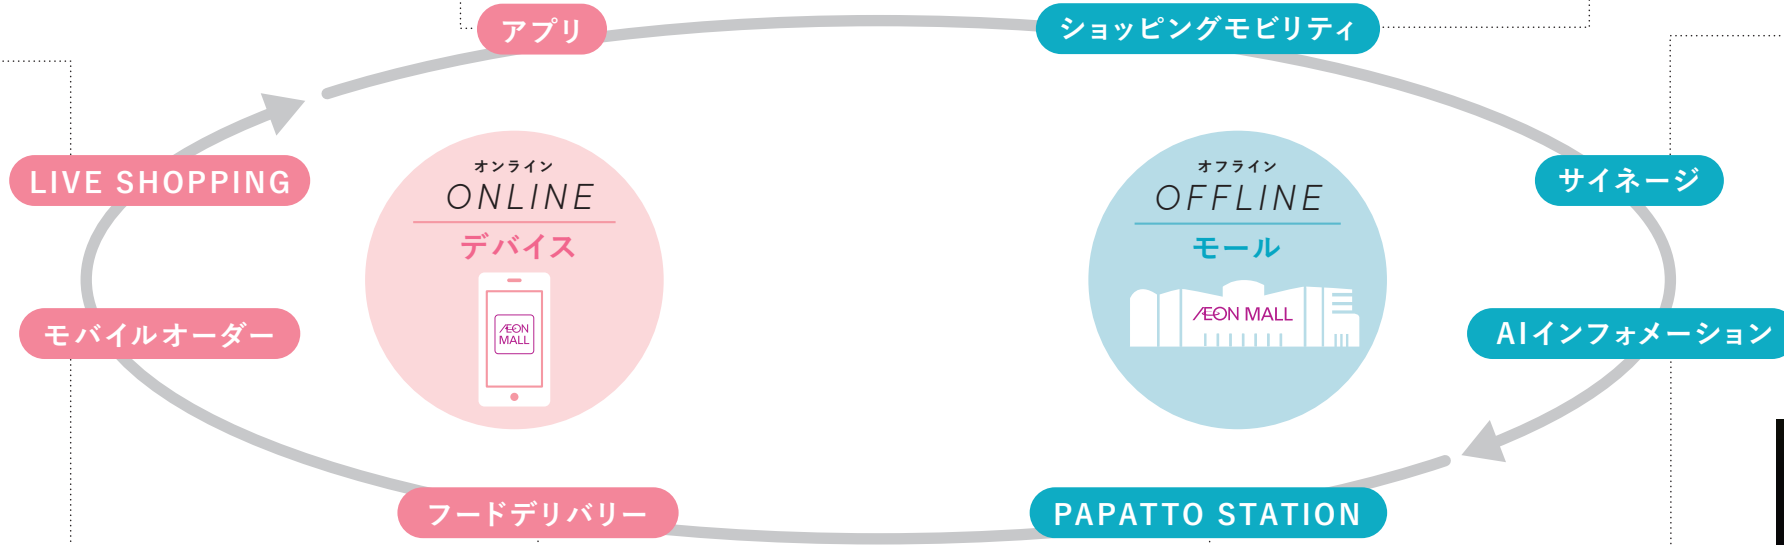 アプリ
ショッピングモビリティ
LIVE SHOPPING
オンライン
ONLINE
デバイス
AEON
MALL
オフライン
OFFLINE
モール
AEON MALL
サイネージ
モバイルオーダー
AIインフォメーション
フードデリバリー
PAPATTO STATION